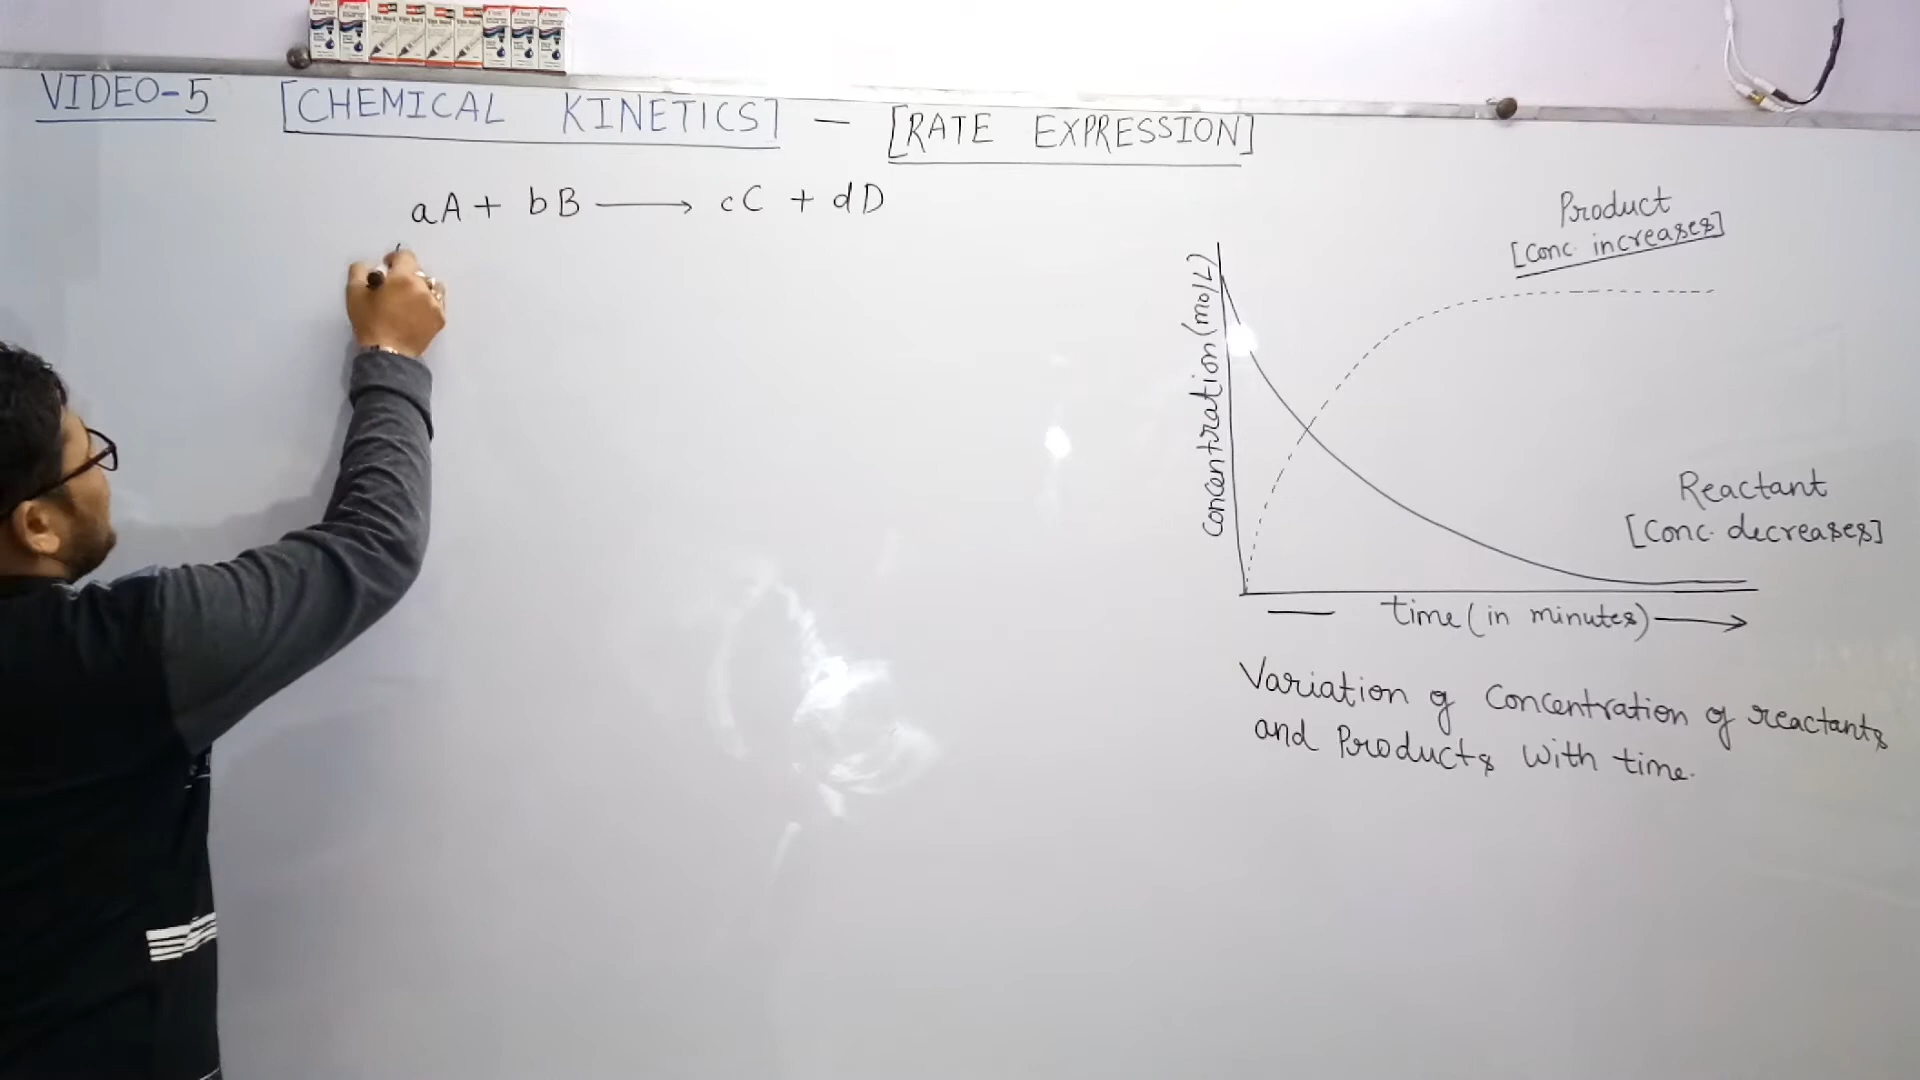 VIDEO-5 [CHEMICAL KINETICS] — [RATE EXPRESSION]
aA + bB ⟶ cC + dD
Product
[Conc. increases]
Concentration (mol/L)
Reactant
[Conc. decreases]
time (in minutes)
Variation of Concentration of reactants
and Products with time.